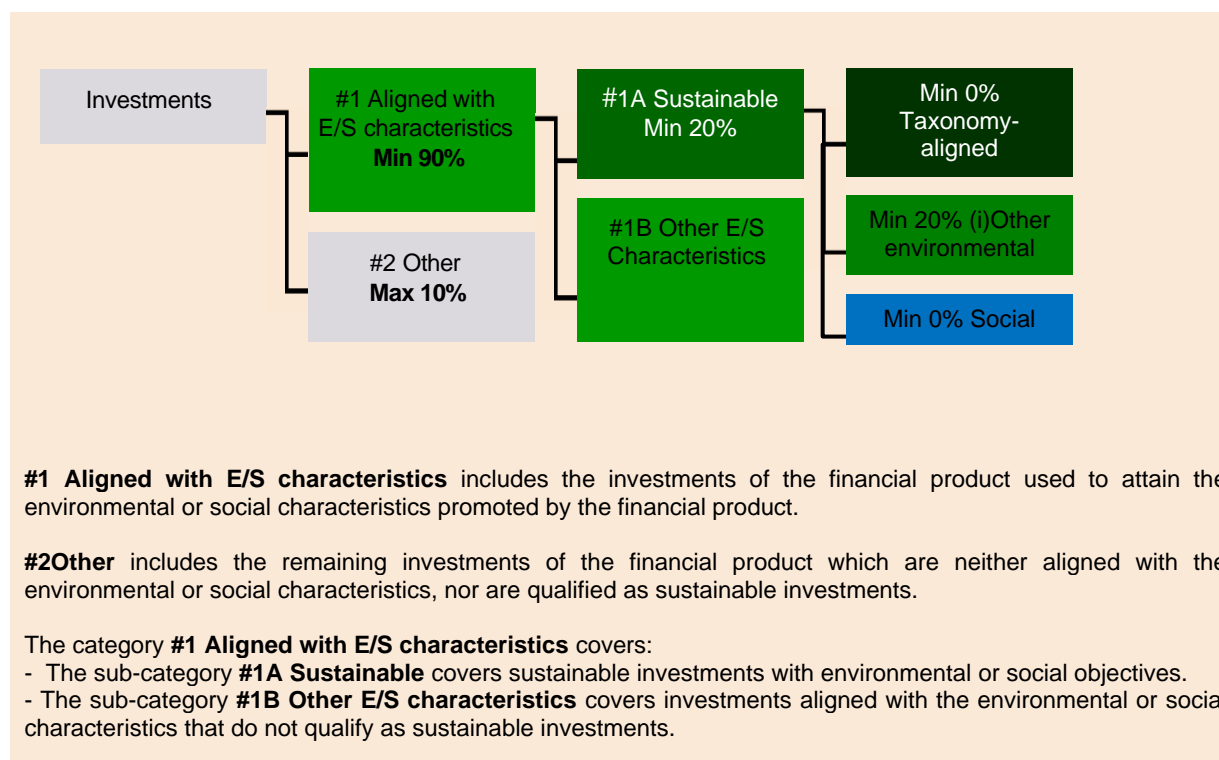 Investments
#1 Aligned with
E/S characteristics
Min 90%
#2 Other
Max 10%
#1A Sustainable
Min 20%
#1B Other E/S
Characteristics
Min 0%
Taxonomy-
aligned
Min 20% (i)Other
environmental
Min 0% Social
#1 Aligned with E/S characteristics includes the investments of the financial product used to attain the
environmental or social characteristics promoted by the financial product.
#2Other includes the remaining investments of the financial product which are neither aligned with the
environmental or social characteristics, nor are qualified as sustainable investments.
The category #1 Aligned with E/S characteristics covers:
- The sub-category #1A Sustainable covers sustainable investments with environmental or social objectives.
- The sub-category #1B Other E/S characteristics covers investments aligned with the environmental or social
characteristics that do not qualify as sustainable investments.